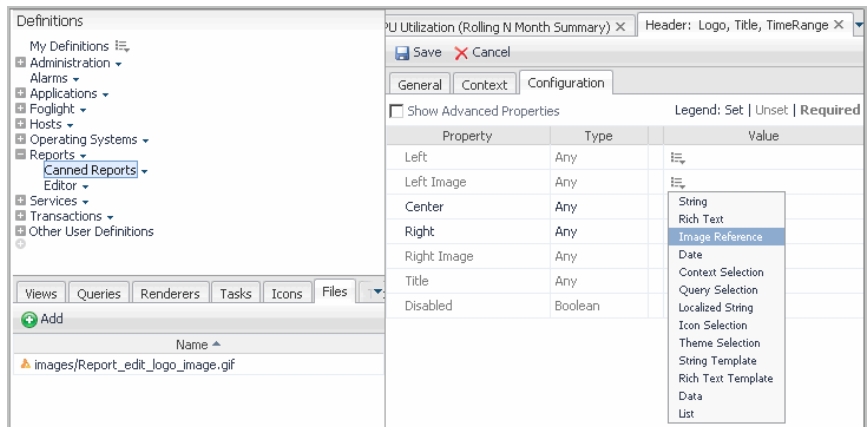 Definitions
My Definitions
Administration
Alarms
Applications
Foglight
Hosts
Operating Systems
Reports
Canned Reports
Editor
Services
Transactions
Other User Definitions
Views Queries Renderers Tasks Icons Files
Add
Name
images/Report_edit_logo_image.gif
PU Utilization (Rolling N Month Summary) Header: Logo, Title, TimeRange
Save Cancel
General Context Configuration
Show Advanced Properties Legend: Set | Unset | Required
Property Type Value
Left Any
Left Image Any
Center Any
Right Any
Right Image Any
Title Any
Disabled Boolean
String
Rich Text
Image Reference
Date
Context Selection
Query Selection
Localized String
Icon Selection
Theme Selection
String Template
Rich Text Template
Data
List